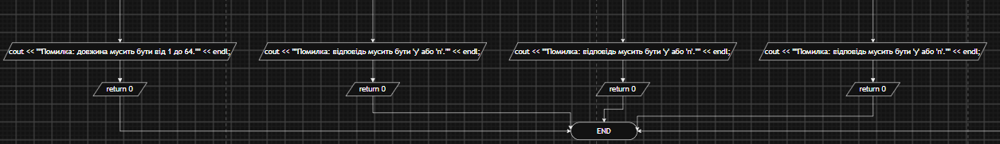 cout << ""Помилка: довжина мусить бути від 1 до 64."" << endl;
cout << ""Помилка: відповідь мусить бути 'y' або 'n'."" << endl;
cout << ""Помилка: відповідь мусить бути 'y' або 'n'."" << endl;
cout << ""Помилка: відповідь мусить бути 'y' або 'n'."" << endl;
return 0
return 0
return 0
return 0
END